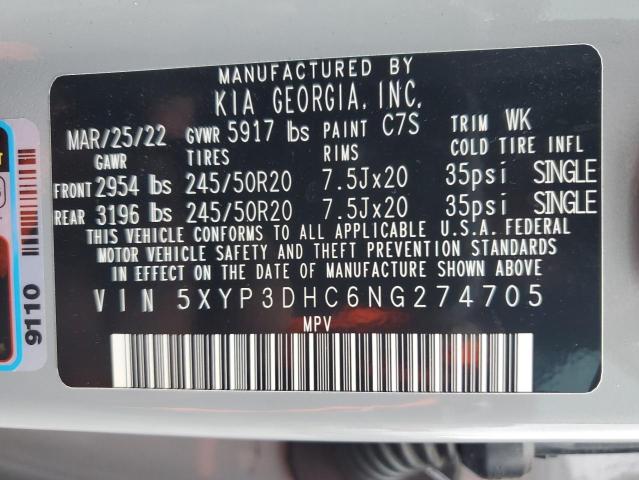 MANUFACTURED BY
KIA GEORGIA, INC.
MAR/25/22 GVWR 5917 lbs PAINT C7S TRIM WK
GAWR TIRES RIMS COLD TIRE INFL
FRONT 2954 lbs 245/50R20 7.5Jx20 35psi SINGLE
REAR 3196 lbs 245/50R20 7.5Jx20 35psi SINGLE
THIS VEHICLE CONFORMS TO ALL APPLICABLE U.S.A. FEDERAL
MOTOR VEHICLE SAFETY AND THEFT PREVENTION STANDARDS
IN EFFECT ON THE DATE OF MANUFACTURE SHOWN ABOVE.
VIN 5XYP3DHC6NG274705
MPV
9110